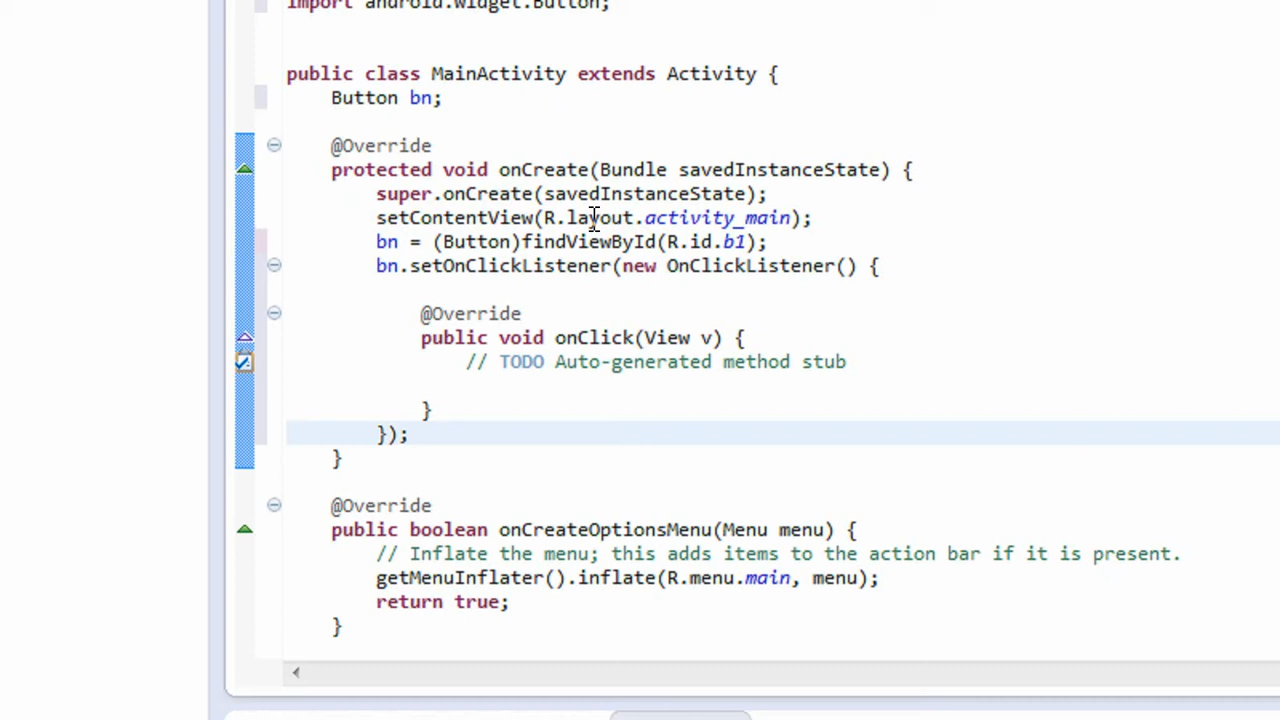 import android.widget.Button;
public class MainActivity extends Activity {
Button bn;
@Override
protected void onCreate(Bundle savedInstanceState) {
super.onCreate(savedInstanceState);
setContentView(R.layout.activity_main);
bn = (Button)findViewById(R.id.b1);
bn.setOnClickListener(new OnClickListener() {
@Override
public void onClick(View v) {
// TODO Auto-generated method stub
}
});
}
@Override
public boolean onCreateOptionsMenu(Menu menu) {
// Inflate the menu; this adds items to the action bar if it is present.
getMenuInflater().inflate(R.menu.main, menu);
return true;
}